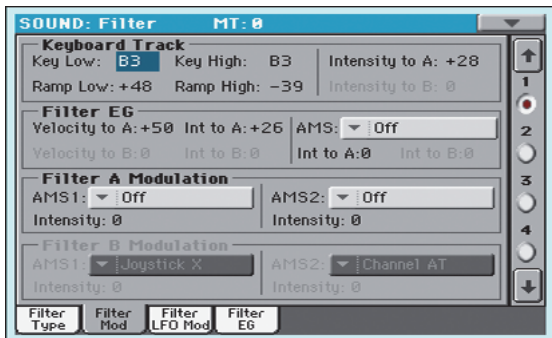 SOUND: Filter MT: 0
Keyboard Track
Key Low: B3 Key High: B3 Intensity to A: +28
Ramp Low: +48 Ramp High: -39 Intensity to B: 0
Filter EG
Velocity to A:+50 Int to A:+26 AMS: Off
Velocity to B:0 Int to B:0 Int to A:0 Int to B:0
Filter A Modulation
AMS1: Off AMS2: Off
Intensity: 0 Intensity: 0
Filter B Modulation
AMS1: Joystick X AMS2: Channel AT
Intensity: 0 Intensity: 0
1
2
3
4
Filter Type Filter Mod Filter LFO Mod Filter EG